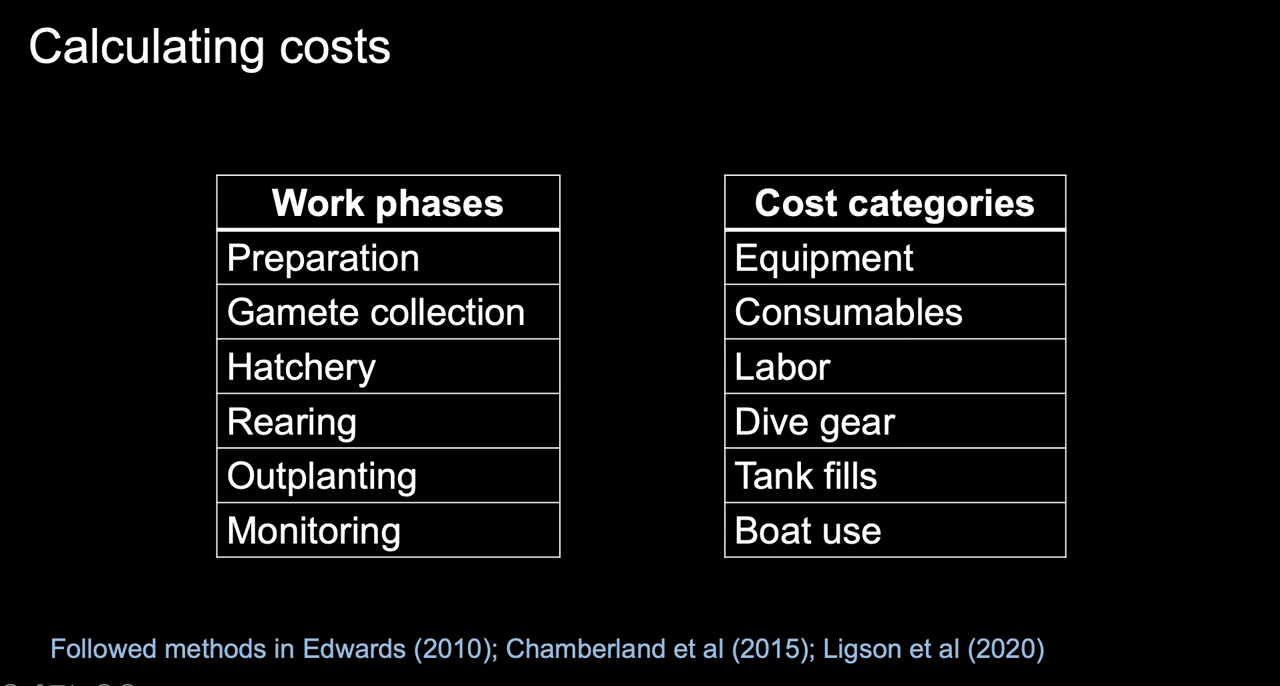 Calculating costs
Work phases
Preparation
Gamete collection
Hatchery
Rearing
Outplanting
Monitoring
Cost categories
Equipment
Consumables
Labor
Dive gear
Tank fills
Boat use
Followed methods in Edwards (2010); Chamberland et al (2015); Ligson et al (2020)